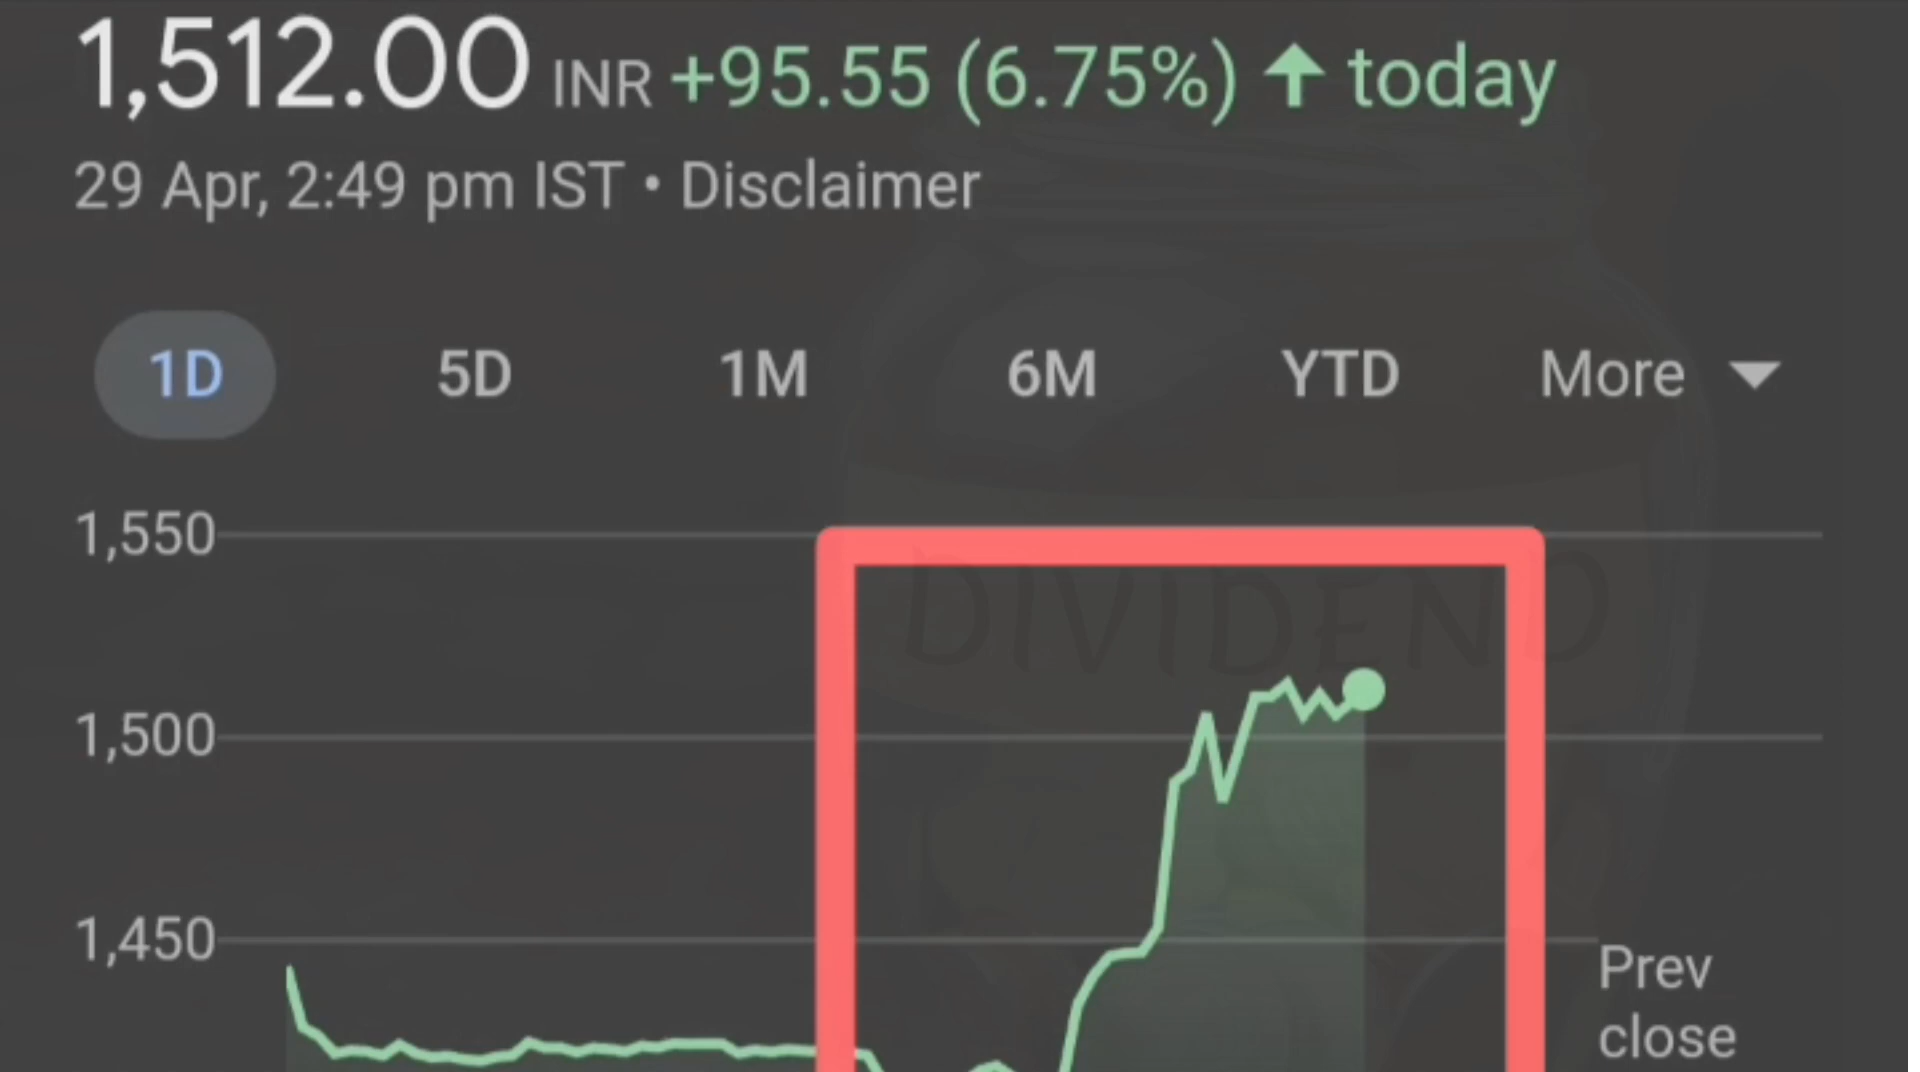 1,512.00 INR +95.55 (6.75%) ↑ today
29 Apr, 2:49 pm IST • Disclaimer
1D 5D 1M 6M YTD More
1,550
DIVIDEND
1,500
1,450
Prev
close